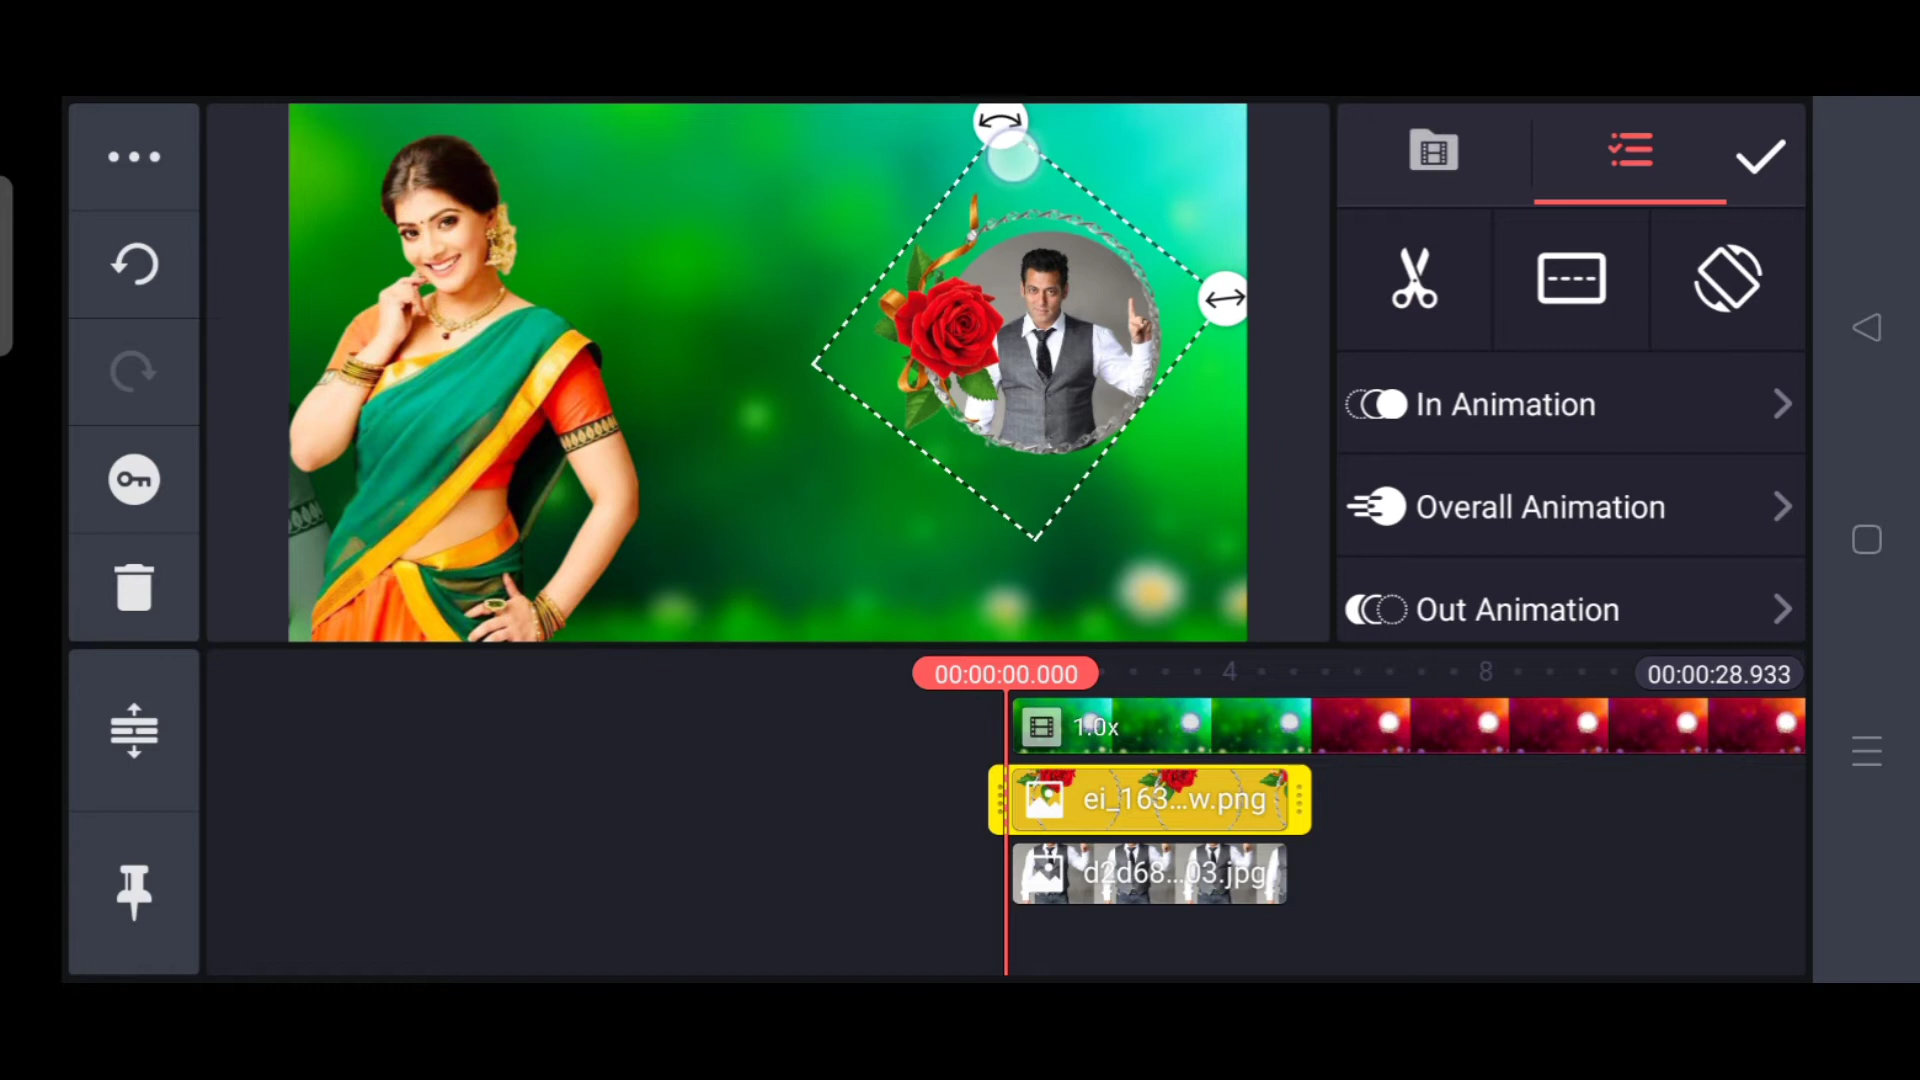 In Animation
Overall Animation
Out Animation
00:00:00.000
4
8
00:00:28.933
1.0x
ei_163...w.png
d2d68...03.jpg